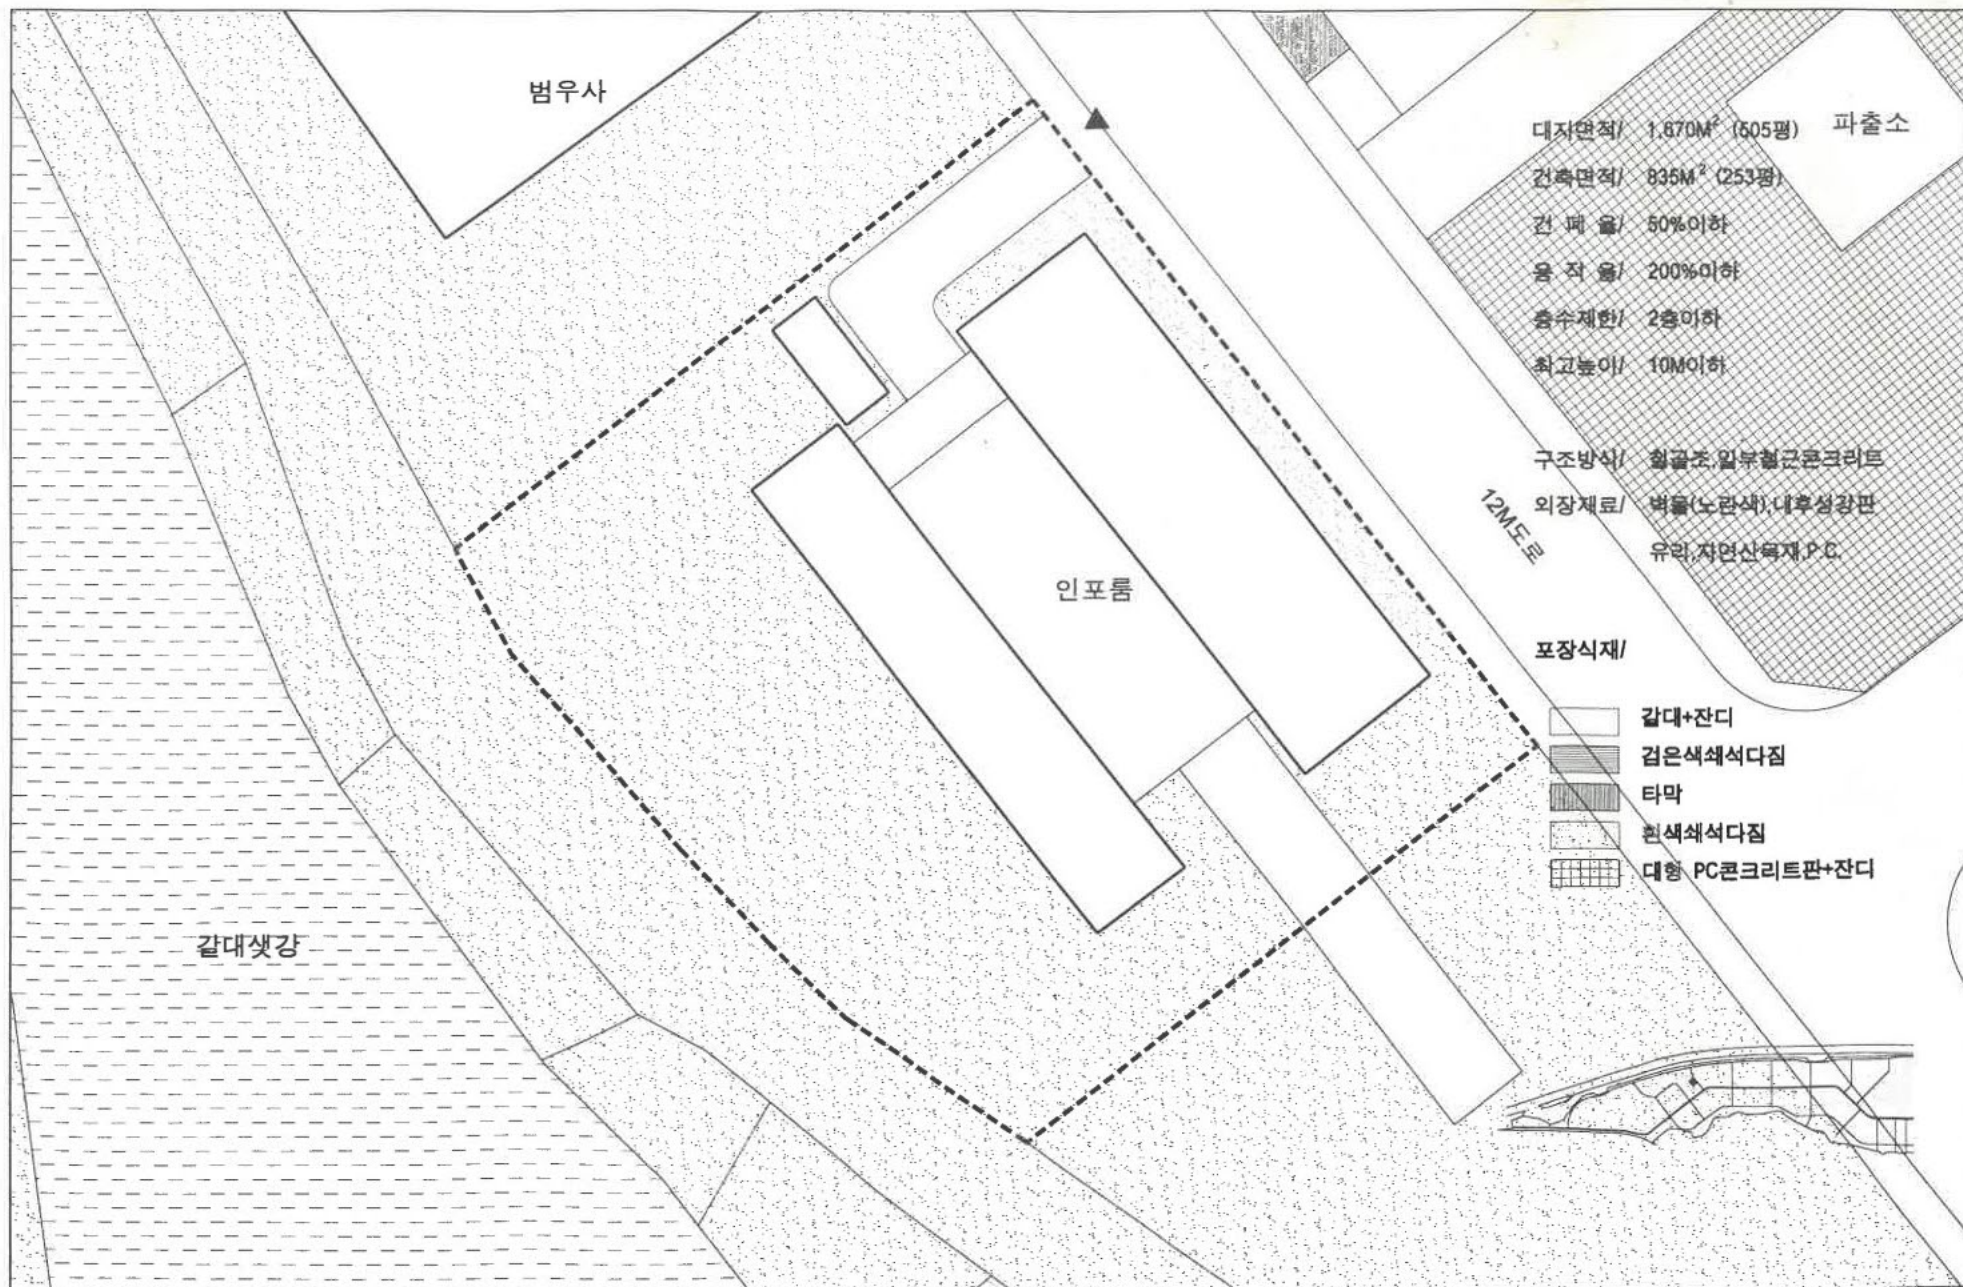 범우사
파출소
대지면적/ 1,670M² (505평)
건축면적/ 835M² (253평)
건 폐 율/ 50%이하
용 적 율/ 200%이하
층수제한/ 2층이하
최고높이/ 10M이하
구조방식/ 철골조,일부철근콘크리트
외장재료/ 벽돌(노란색),내후성강판
유리,자연산목재,P.C.
12M도로
인포룸
포장식재/
갈대+잔디
검은색쇄석다짐
타막
흰색쇄석다짐
대형 PC콘크리트판+잔디
갈대샛강